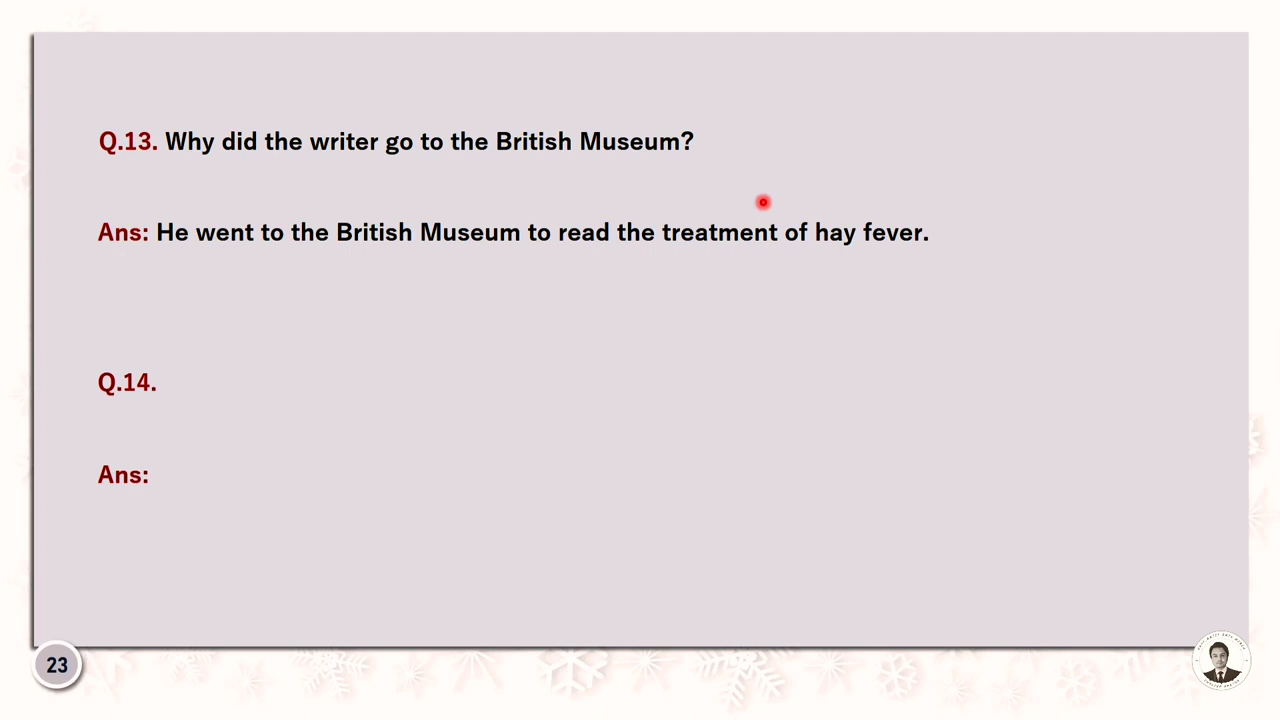 Q.13. Why did the writer go to the British Museum?
Ans: He went to the British Museum to read the treatment of hay fever.
Q.14.
Ans:
23